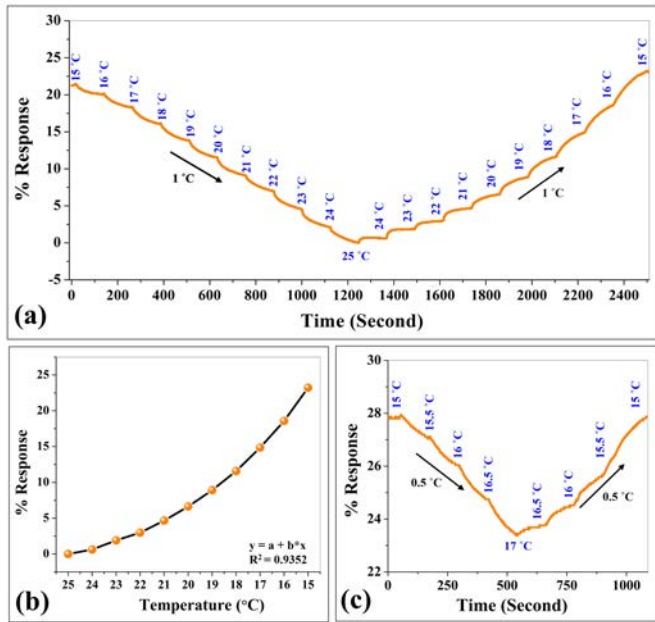 30
25
20
15
10
5
0
-5
% Response
15 °C
16 °C
17 °C
18 °C
19 °C
20 °C
21 °C
22 °C
23 °C
24 °C
25 °C
24 °C
23 °C
22 °C
21 °C
20 °C
19 °C
18 °C
17 °C
16 °C
15 °C
1 °C
1 °C
0 200 400 600 800 1000 1200 1400 1600 1800 2000 2200 2400
Time (Second)
(a)
25
20
15
10
5
0
% Response
y = a + b*x
R² = 0.9352
25 24 23 22 21 20 19 18 17 16 15
Temperature (°C)
(b)
30
28
26
24
22
% Response
15 °C
15.5 °C
16 °C
16.5 °C
17 °C
16.5 °C
16 °C
15.5 °C
15 °C
0.5 °C
0.5 °C
0 250 500 750 1000
Time (Second)
(c)